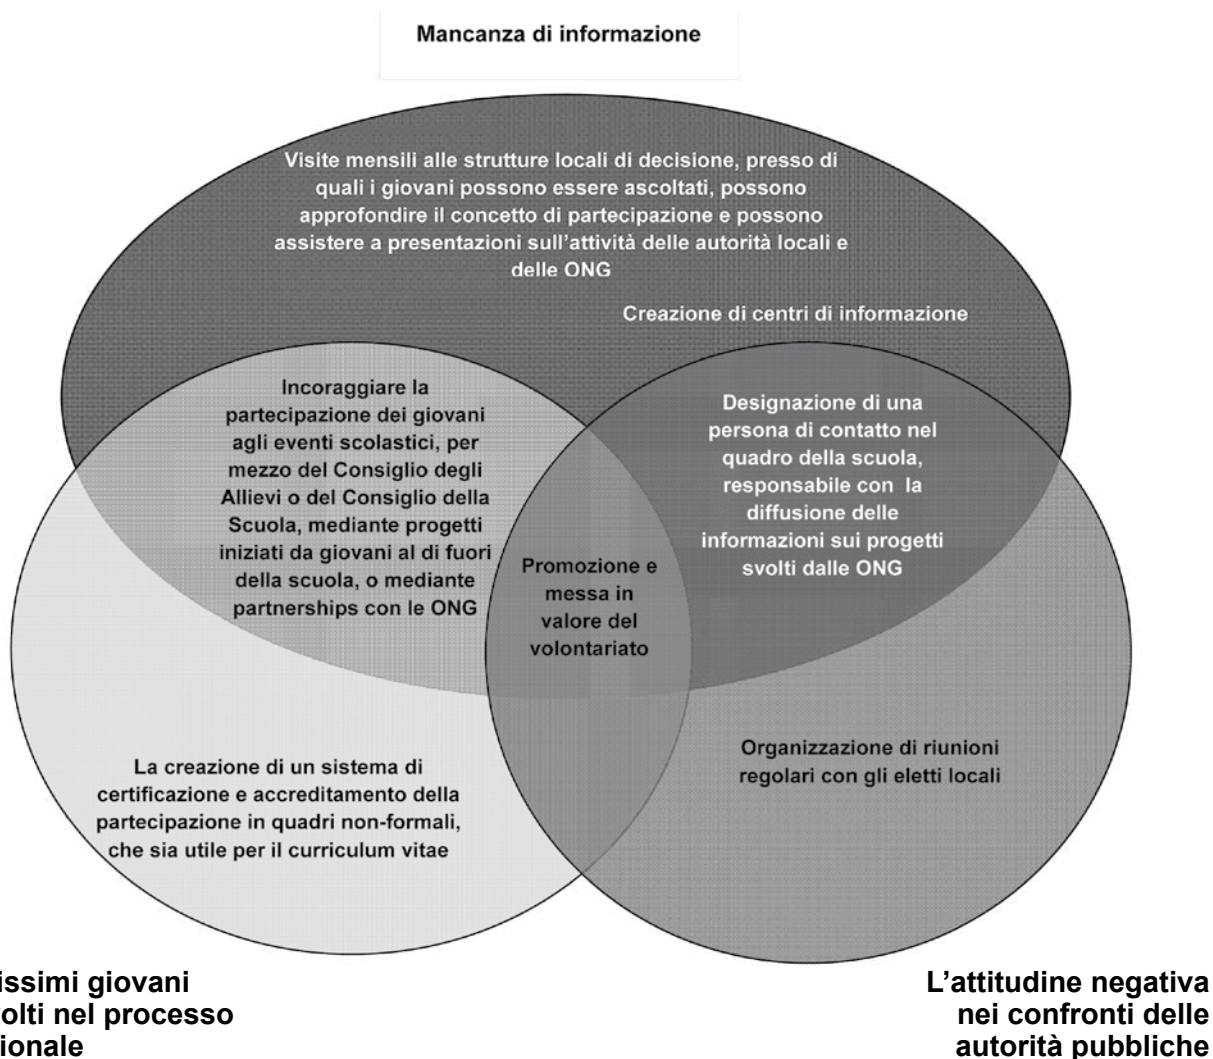 Mancanza di informazione
Visite mensili alle strutture locali di decisione, presso di
quali i giovani possono essere ascoltati, possono
approfondire il concetto di partecipazione e possono
assistere a presentazioni sull'attività delle autorità locali e
delle ONG
Creazione di centri di informazione
Incoraggiare la
partecipazione dei giovani
agli eventi scolastici, per
mezzo del Consiglio degli
Allievi o del Consiglio della
Scuola, mediante progetti
iniziati da giovani al di fuori
della scuola, o mediante
partnerships con le ONG
Designazione di una
persona di contatto nel
quadro della scuola,
responsabile con la
diffusione delle
informazioni sui progetti
svolti dalle ONG
Promozione e
messa in
valore del
volontariato
La creazione di un sistema di
certificazione e accreditamento della
partecipazione in quadri non-formali,
che sia utile per il curriculum vitae
Organizzazione di riunioni
regolari con gli eletti locali
issimi giovani
olti nel processo
ionale
L’attitudine negativa
nei confronti delle
autorità pubbliche